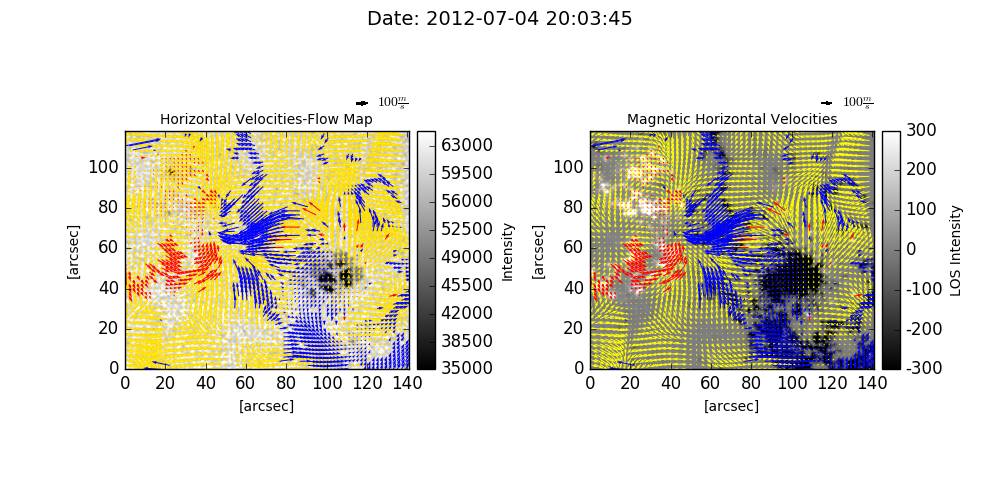 Date: 2012-07-04 20:03:45
100 m/s
Horizontal Velocities-Flow Map
100
80
60
40
20
0
[arcsec]
0 20 40 60 80 100 120 140
[arcsec]
63000
59500
56000
52500
49000
45500
42000
38500
35000
Intensity
100 m/s
Magnetic Horizontal Velocities
100
80
60
40
20
0
[arcsec]
0 20 40 60 80 100 120 140
[arcsec]
300
200
100
0
-100
-200
-300
LOS Intensity